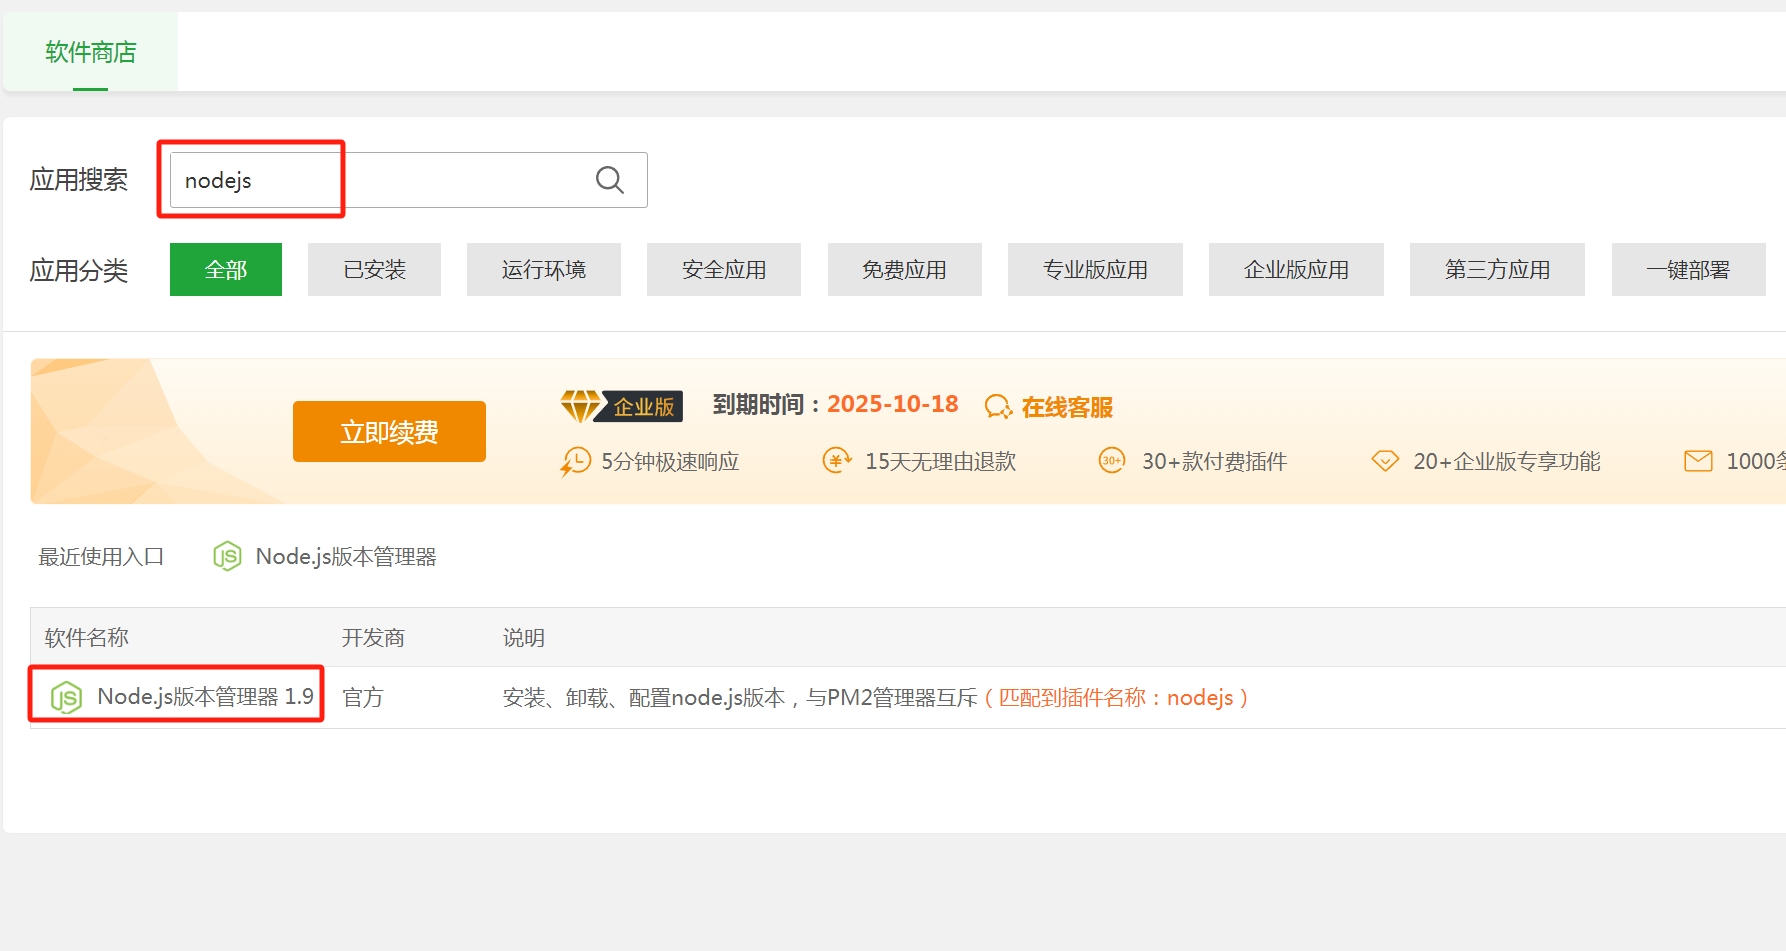 软件商店
应用搜索 nodejs
应用分类 全部 已安装 运行环境 安全应用 免费应用 专业版应用 企业版应用 第三方应用 一键部署
立即续费 企业版 到期时间：2025-10-18 在线客服
5分钟极速响应 15天无理由退款 30+ 30+款付费插件 20+企业版专享功能 1000条
最近使用入口 JS Node.js版本管理器
软件名称 开发商 说明
JS Node.js版本管理器 1.9 官方 安装、卸载、配置node.js版本，与PM2管理器互斥（匹配到插件名称：nodejs）